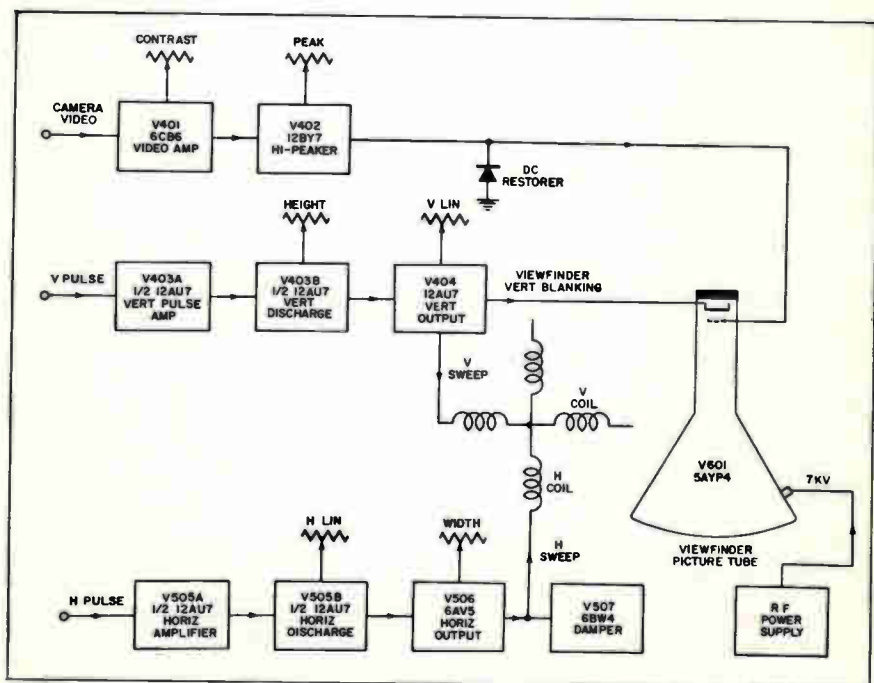 CONTRAST
PEAK
CAMERA
VIDEO
V401
6CB6
VIDEO AMP
V402
12BY7
HI-PEAKER
DC
RESTORER
HEIGHT
V LIN
V PULSE
V403A
1/2 12AU7
VERT PULSE
AMP
V403B
1/2 12AU7
VERT
DISCHARGE
V404
12AU7
VERT
OUTPUT
VIEWFINDER
VERT BLANKING
V
SWEEP
V
COIL
H
COIL
V601
5AYP4
7KV
H LIN
WIDTH
H
SWEEP
VIEWFINDER
PICTURE TUBE
H PULSE
V505A
1/2 12AU7
HORIZ
AMPLIFIER
V505B
1/2 12AU7
HORIZ
DISCHARGE
V506
6AV5
HORIZ
OUTPUT
V507
6BW4
DAMPER
RF
POWER
SUPPLY